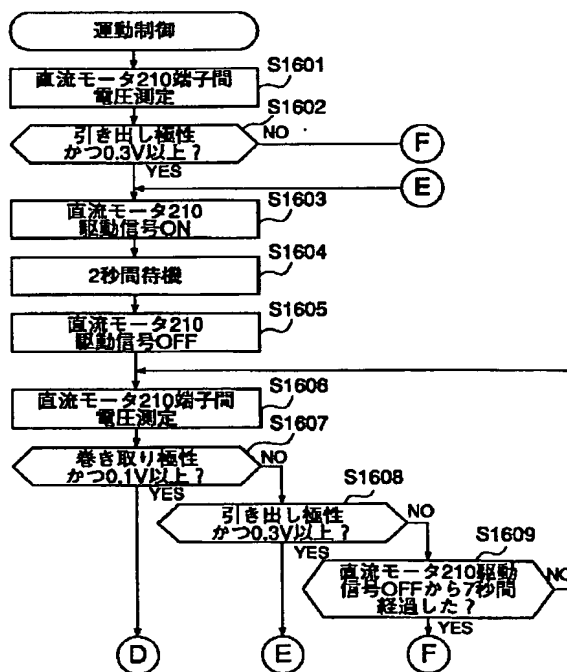 運動制御
S1601
直流モータ210端子間
電圧測定
S1602
引き出し極性
かつ0.3V以上？
NO
F
YES
E
S1603
直流モータ210
駆動信号ON
S1604
2秒間待機
S1605
直流モータ210
駆動信号OFF
S1606
直流モータ210端子間
電圧測定
S1607
巻き取り極性
かつ0.1V以上？
NO
YES
S1608
引き出し極性
かつ0.3V以上？
NO
YES
S1609
直流モータ210駆動
信号OFFから7秒間
経過した？
NO
YES
D
E
F